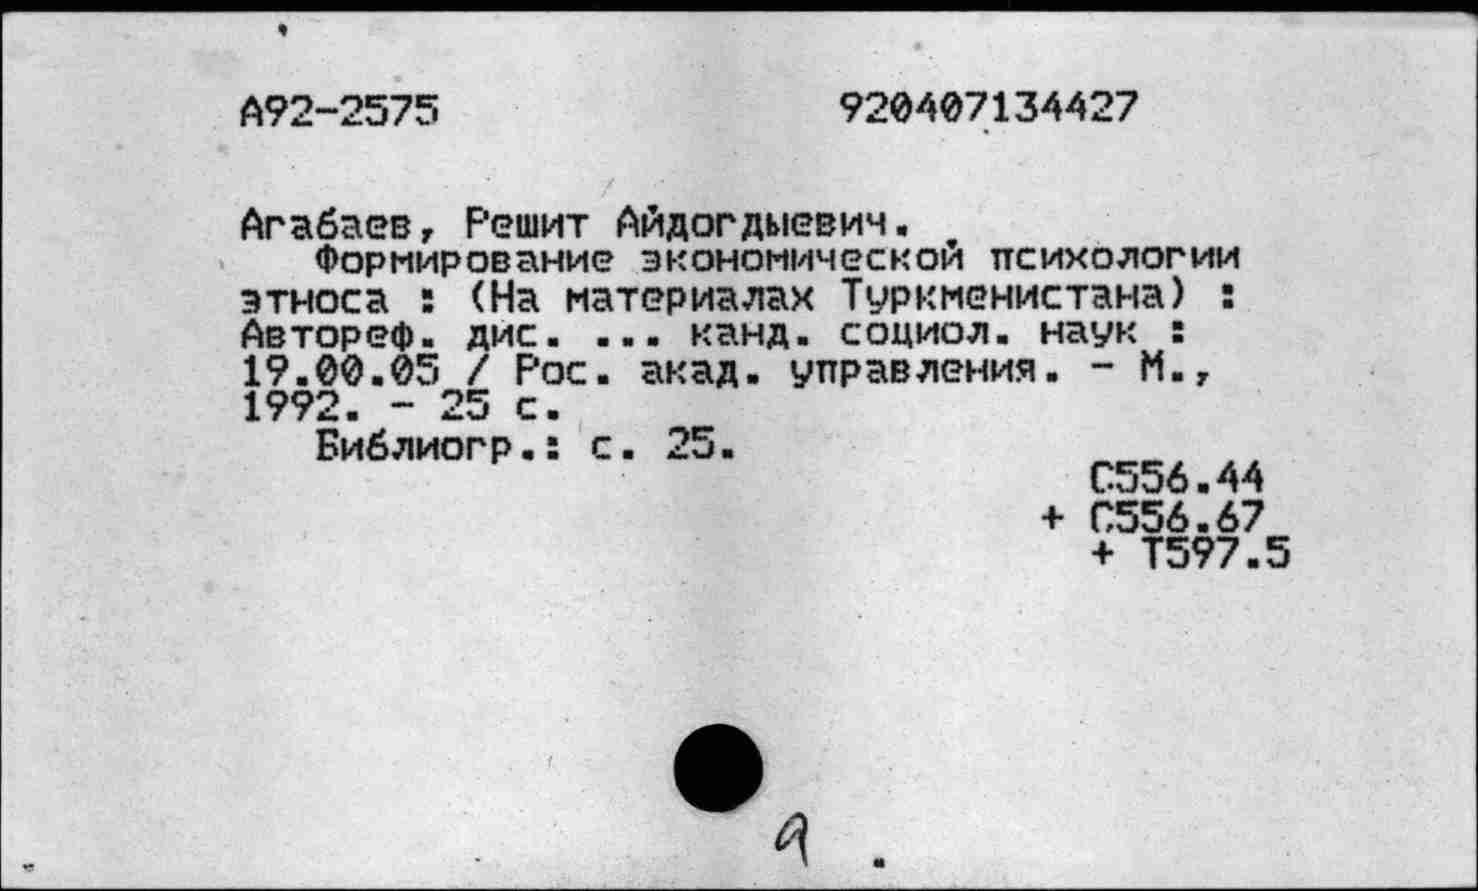 А92-2575 920407134427
Агабаев, Решит Айдогдыевич.
Формирование экономической психологии
этноса : (На материалах Туркменистана) :
Автореф. дис. ... канд. социол. наук :
19.00.05 / Рос. акад. управления. - М.,
1992. - 25 с.
Библиогр.: с. 25.
С556.44
+ С556.67
+ Т597.5